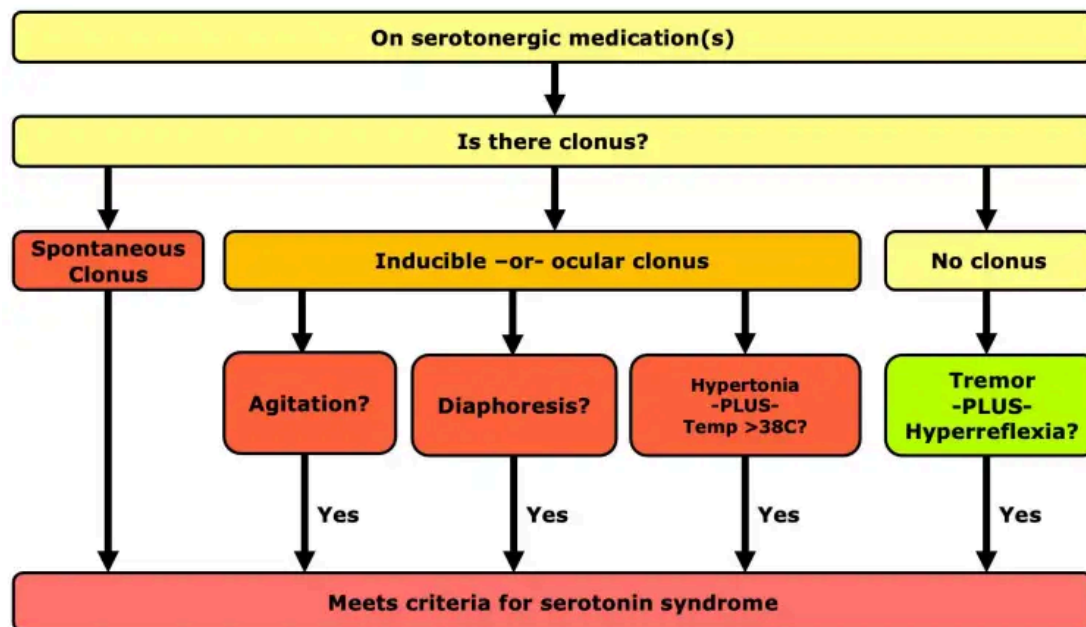 On serotonergic medication(s)
Is there clonus?
Spontaneous
Clonus
Inducible –or- ocular clonus
No clonus
Agitation?
Diaphoresis?
Hypertonia
-PLUS-
Temp >38C?
Tremor
-PLUS-
Hyperreflexia?
Yes
Yes
Yes
Yes
Meets criteria for serotonin syndrome